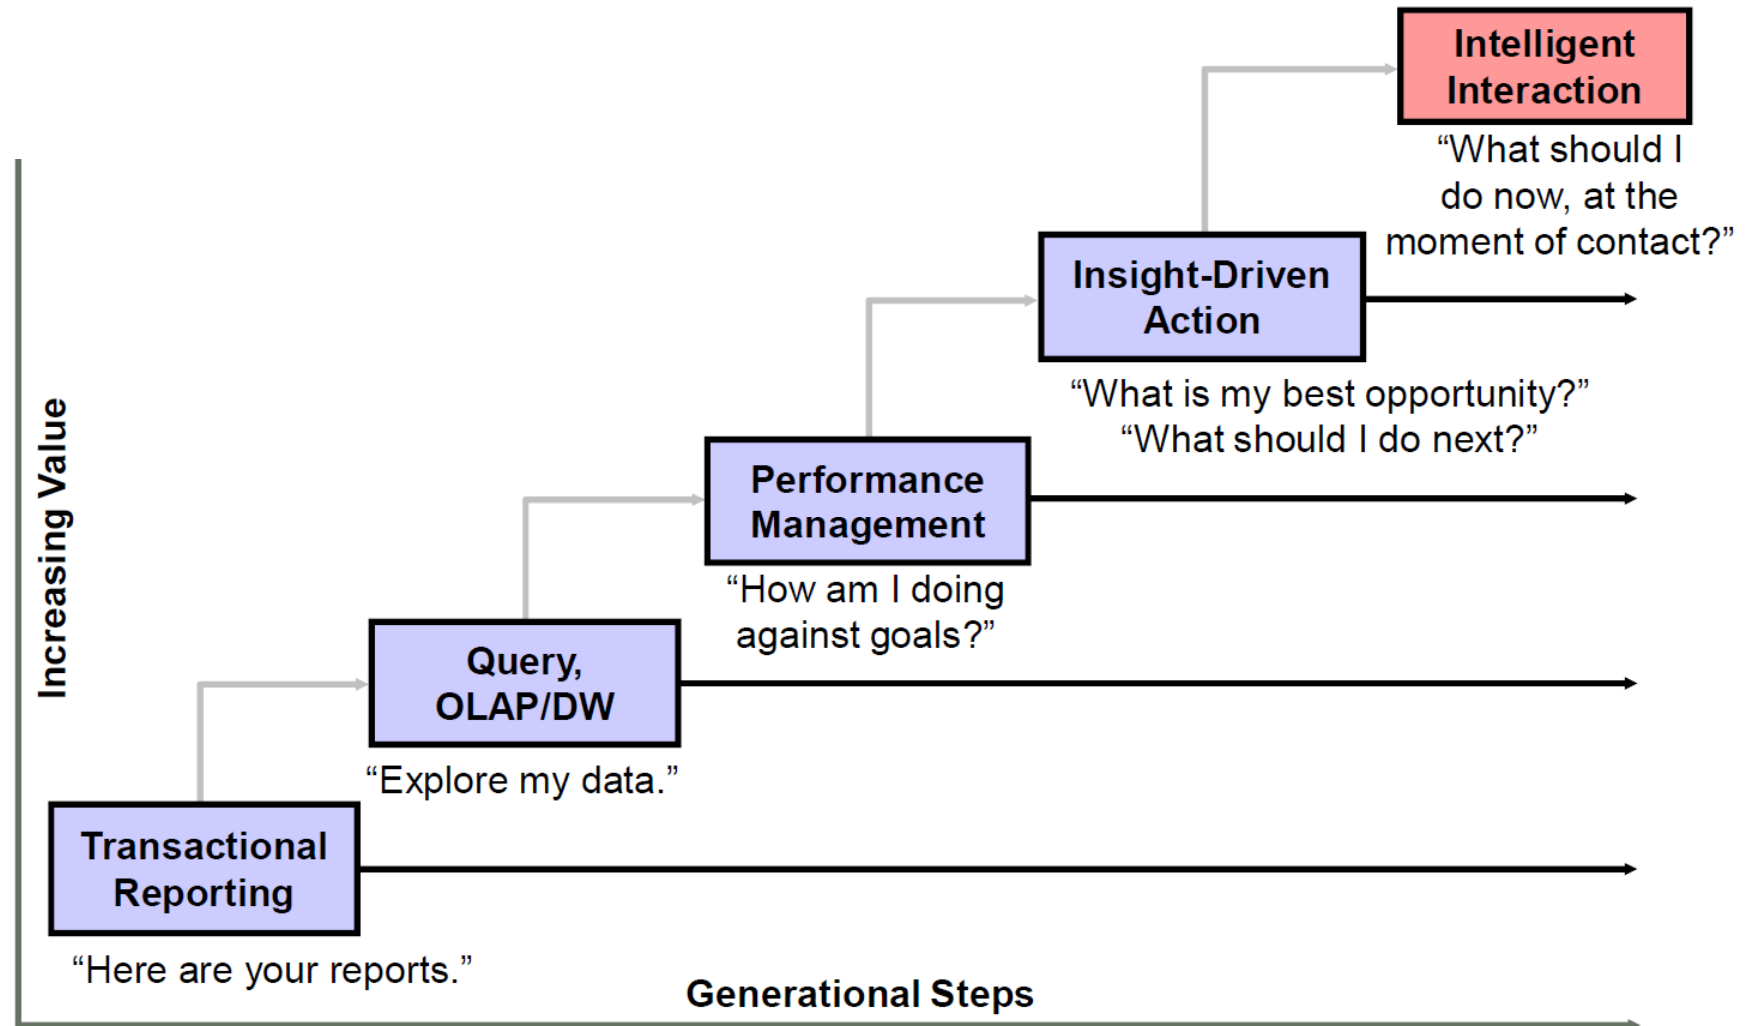 Intelligent
Interaction
“What should I
do now, at the
moment of contact?”
Insight-Driven
Action
“What is my best opportunity?”
“What should I do next?”
Performance
Management
“How am I doing
against goals?”
Query,
OLAP/DW
“Explore my data.”
Transactional
Reporting
“Here are your reports.”
Increasing Value
Generational Steps